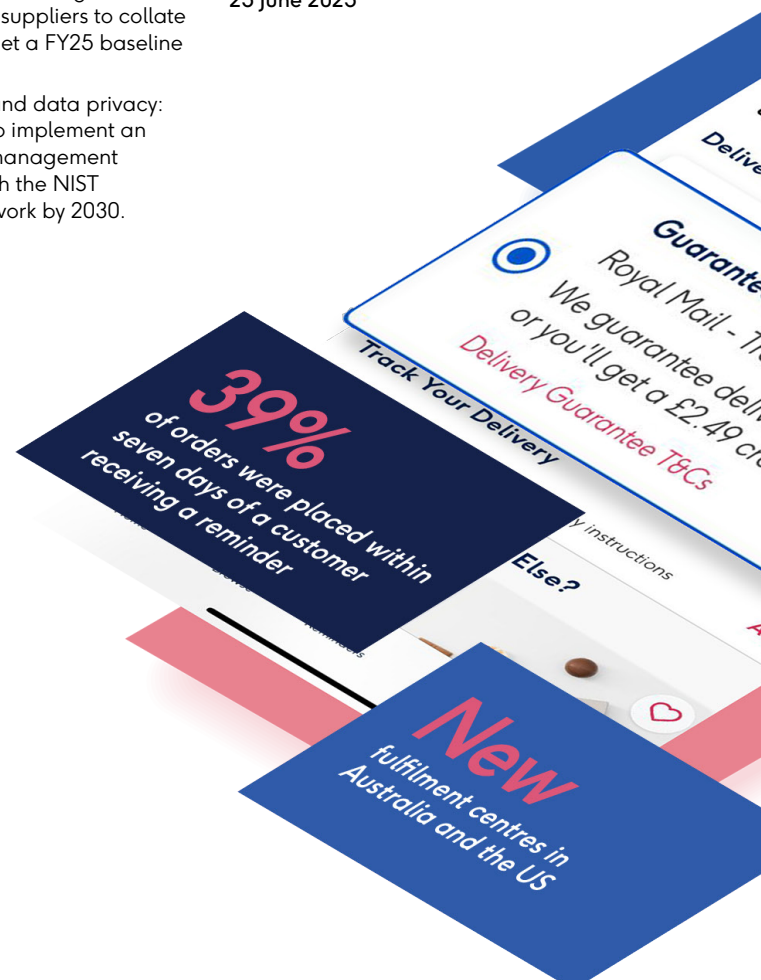 suppliers to collate
et a FY25 baseline
nd data privacy:
o implement an
management
h the NIST
work by 2030.
25 June 2025
Delive
Guarante
Royal Mail - Tra
We guarantee deliv
or you'll get a £2.49 cr
Delivery Guarantee T&Cs
Track Your Delivery
39%
of orders were placed within
seven days of a customer
receiving a reminder
y instructions
Else?
New
fulfilment centres in
Australia and the US